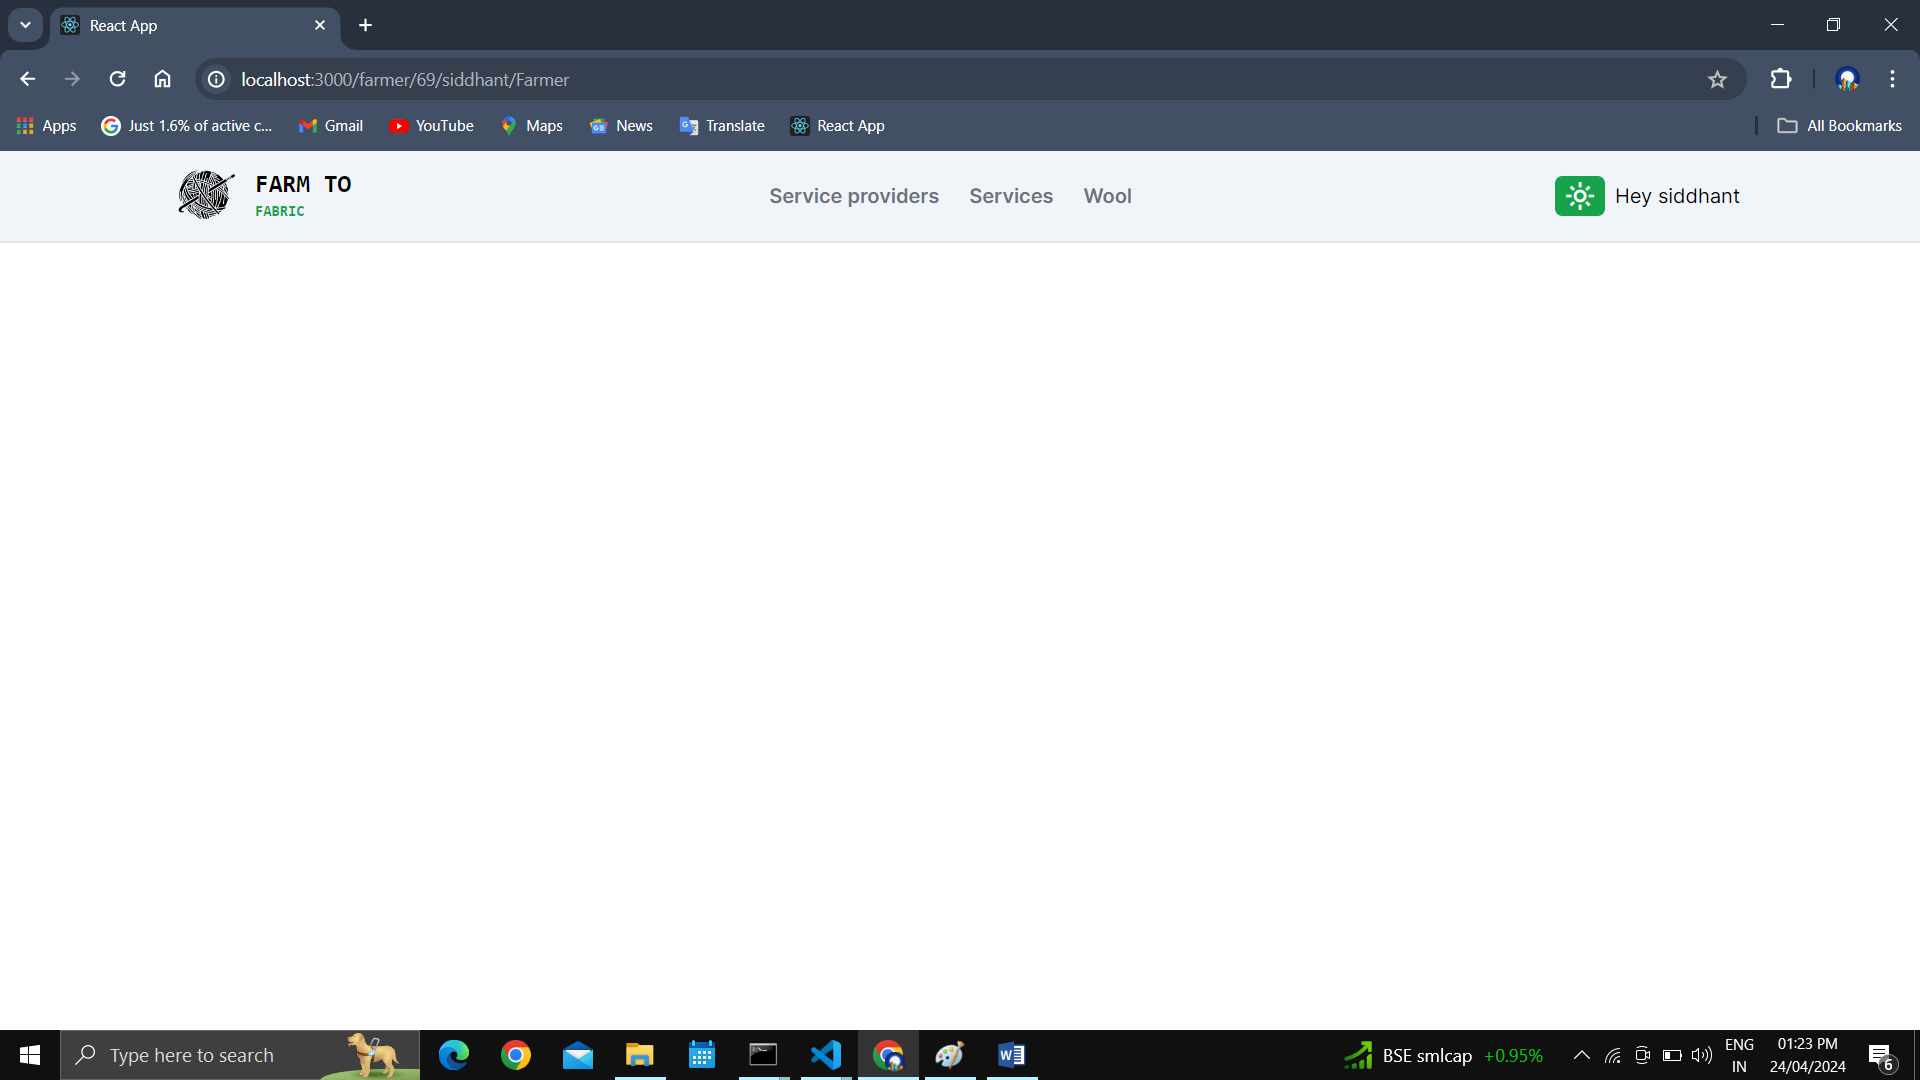 React App
localhost:3000/farmer/69/siddhant/Farmer
Apps
Just 1.6% of active c...
Gmail
YouTube
Maps
News
Translate
React App
All Bookmarks
FARM TO
FABRIC
Service providers
Services
Wool
Hey siddhant
Type here to search
BSE smlcap +0.95%
ENG
IN
01:23 PM
24/04/2024
6